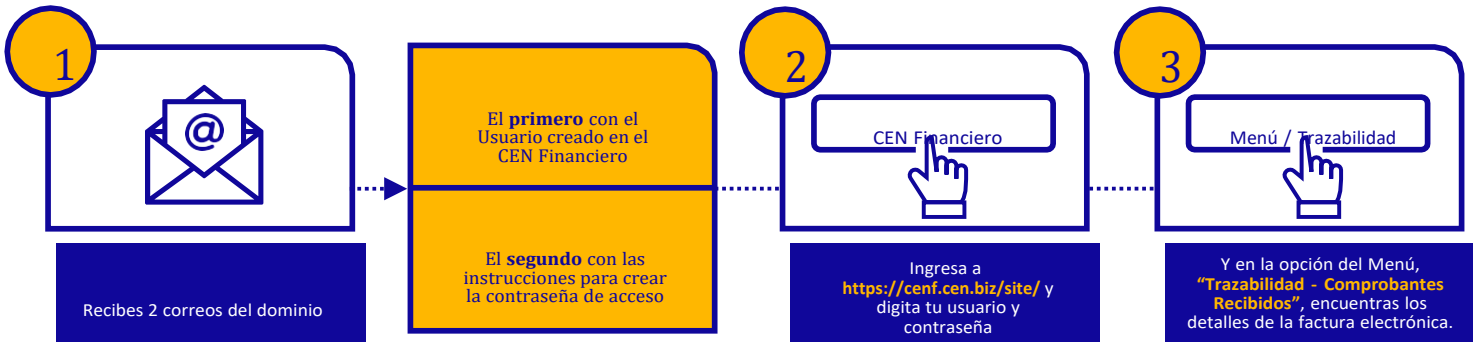 1
@
Recibes 2 correos del dominio
El primero con el
Usuario creado en el
CEN Financiero
El segundo con las
instrucciones para crear
la contraseña de acceso
2
CEN Financiero
Ingresa a
https://cenf.cen.biz/site/ y
digita tu usuario y
contraseña
3
Menú / Trazabilidad
Y en la opción del Menú,
“Trazabilidad - Comprobantes
Recibidos”, encuentras los
detalles de la factura electrónica.